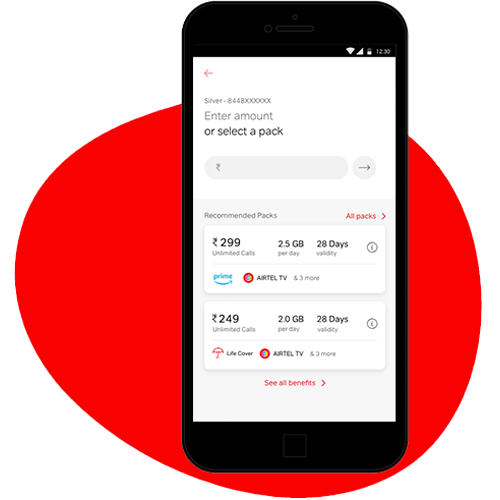 12:30
Silver - 8448XXXXXX
Enter amount
or select a pack
₹
Recommended Packs All packs
₹ 299 2.5 GB 28 Days
Unlimited Calls per day validity
prime AIRTEL TV & 3 more
₹ 249 2.0 GB 28 Days
Unlimited Calls per day validity
Life Cover AIRTEL TV & 3 more
See all benefits